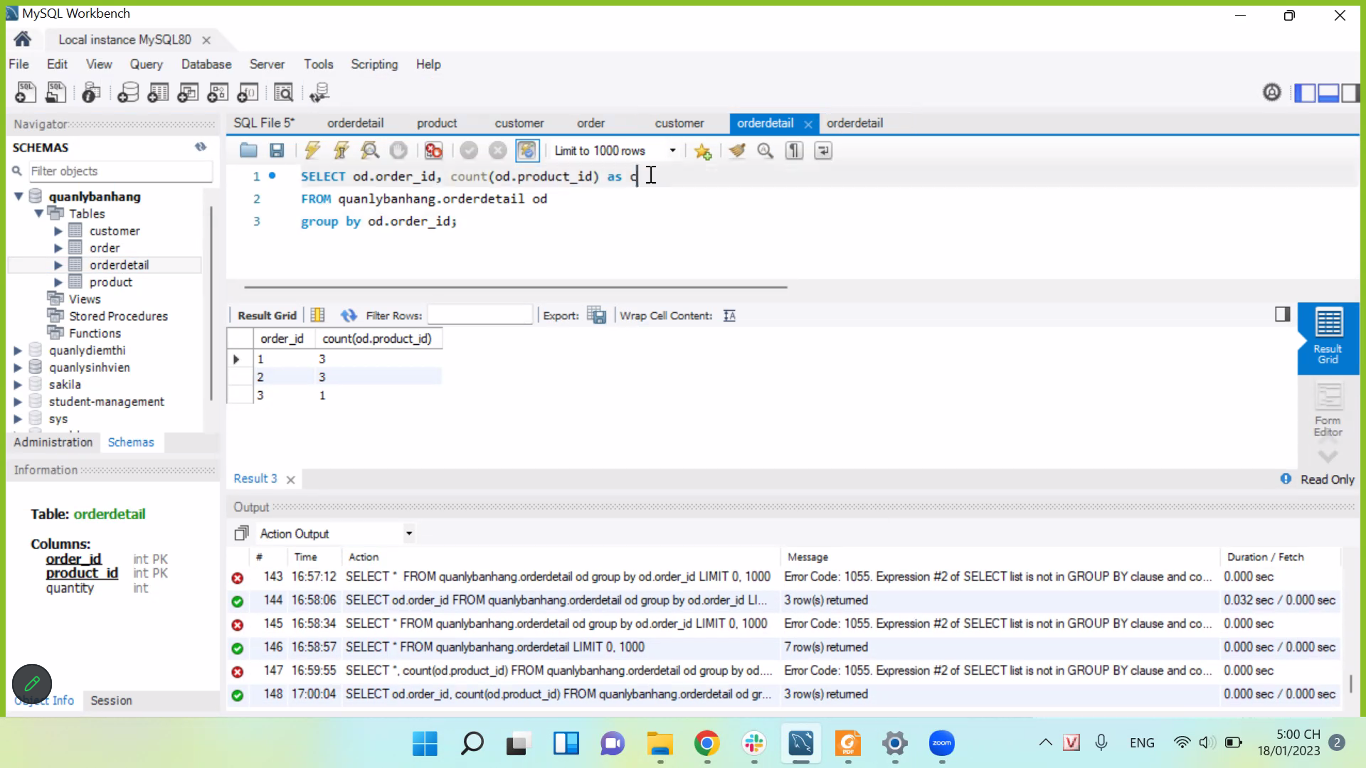 MySQL Workbench
Local instance MySQL80
File Edit View Query Database Server Tools Scripting Help
Navigator
SCHEMAS
Filter objects
quanlybanhang
Tables
customer
order
orderdetail
product
Views
Stored Procedures
Functions
quanlydiemthi
quanlysinhvien
sakila
student-management
sys
Administration Schemas
Information
Table: orderdetail
Columns:
order_id int PK
product_id int PK
quantity int
Object Info Session
SQL File 5* orderdetail product customer order customer orderdetail orderdetail
Limit to 1000 rows
1 SELECT od.order_id, count(od.product_id) as c
2 FROM quanlybanhang.orderdetail od
3 group by od.order_id;
Result Grid Filter Rows: Export: Wrap Cell Content:
order_id count(od.product_id)
1 3
2 3
3 1
Result Grid
Form Editor
Result 3
Read Only
Output
Action Output
# Time Action Message Duration / Fetch
143 16:57:12 SELECT * FROM quanlybanhang.orderdetail od group by od.order_id LIMIT 0, 1000 Error Code: 1055. Expression #2 of SELECT list is not in GROUP BY clause and co... 0.000 sec
144 16:58:06 SELECT od.order_id FROM quanlybanhang.orderdetail od group by od.order_id LI... 3 row(s) returned 0.032 sec / 0.000 sec
145 16:58:34 SELECT * FROM quanlybanhang.orderdetail od group by od.order_id LIMIT 0, 1000 Error Code: 1055. Expression #2 of SELECT list is not in GROUP BY clause and co... 0.000 sec
146 16:58:57 SELECT * FROM quanlybanhang.orderdetail LIMIT 0, 1000 7 row(s) returned 0.000 sec / 0.000 sec
147 16:59:55 SELECT *, count(od.product_id) FROM quanlybanhang.orderdetail od group by od.... Error Code: 1055. Expression #2 of SELECT list is not in GROUP BY clause and co... 0.000 sec
148 17:00:04 SELECT od.order_id, count(od.product_id) FROM quanlybanhang.orderdetail od gr... 3 row(s) returned 0.000 sec / 0.000 sec
zoom
V
ENG
5:00 CH
18/01/2023
2